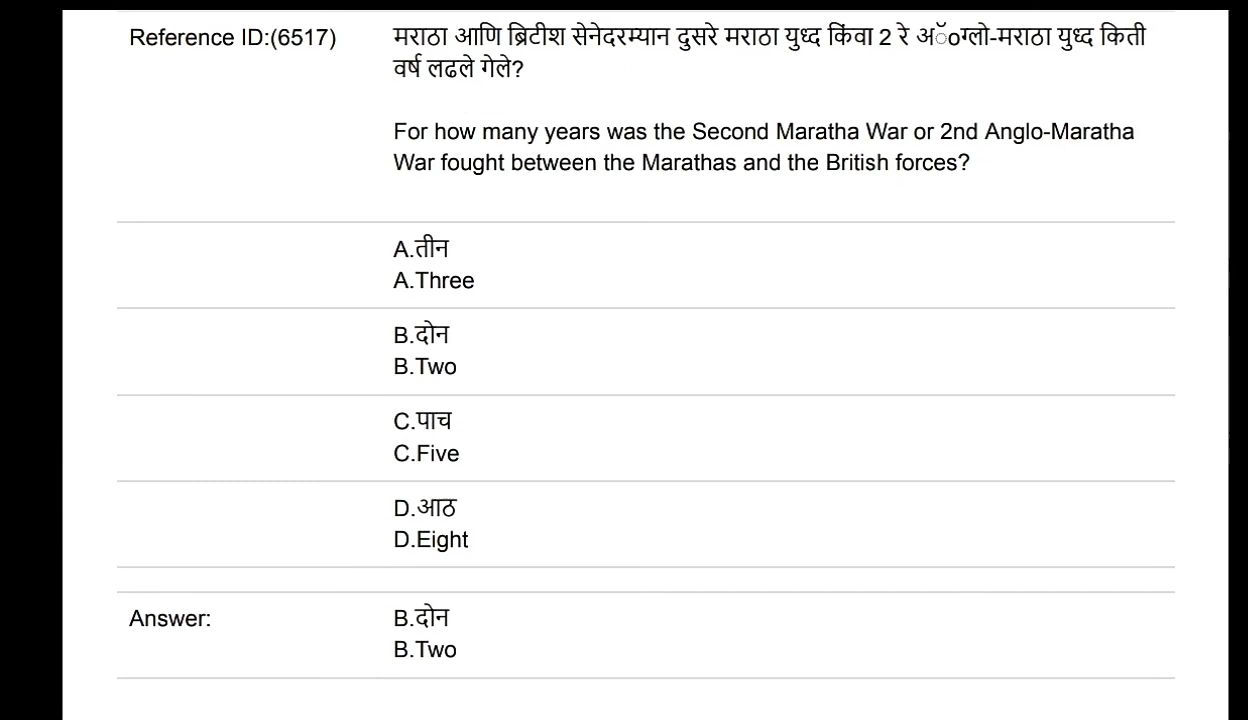 Reference ID:(6517)
मराठा आणि ब्रिटीश सेनेदरम्यान दुसरे मराठा युध्द किंवा 2 रे अॅoग्लो-मराठा युध्द किती
वर्ष लढले गेले?
For how many years was the Second Maratha War or 2nd Anglo-Maratha
War fought between the Marathas and the British forces?
A.तीन
A.Three
B.दोन
B.Two
C.पाच
C.Five
D.आठ
D.Eight
Answer:
B.दोन
B.Two